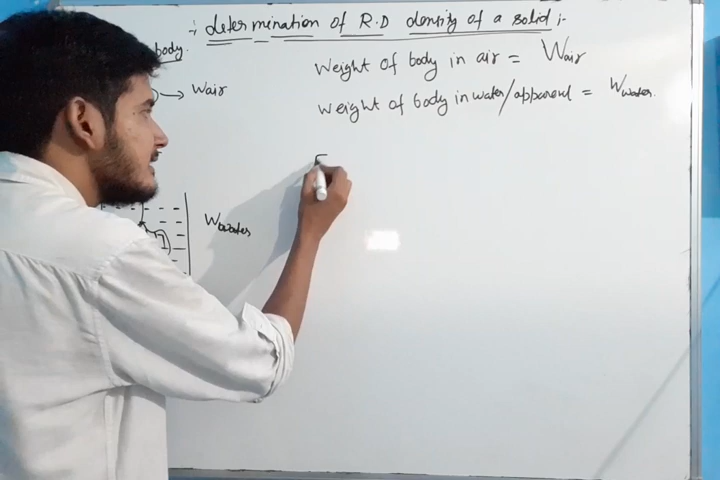 :- determination of R.D density of a solid :-
body.
Wair
Weight of body in air = Wair
Weight of body in water/apparent = Wwater.
Wwater